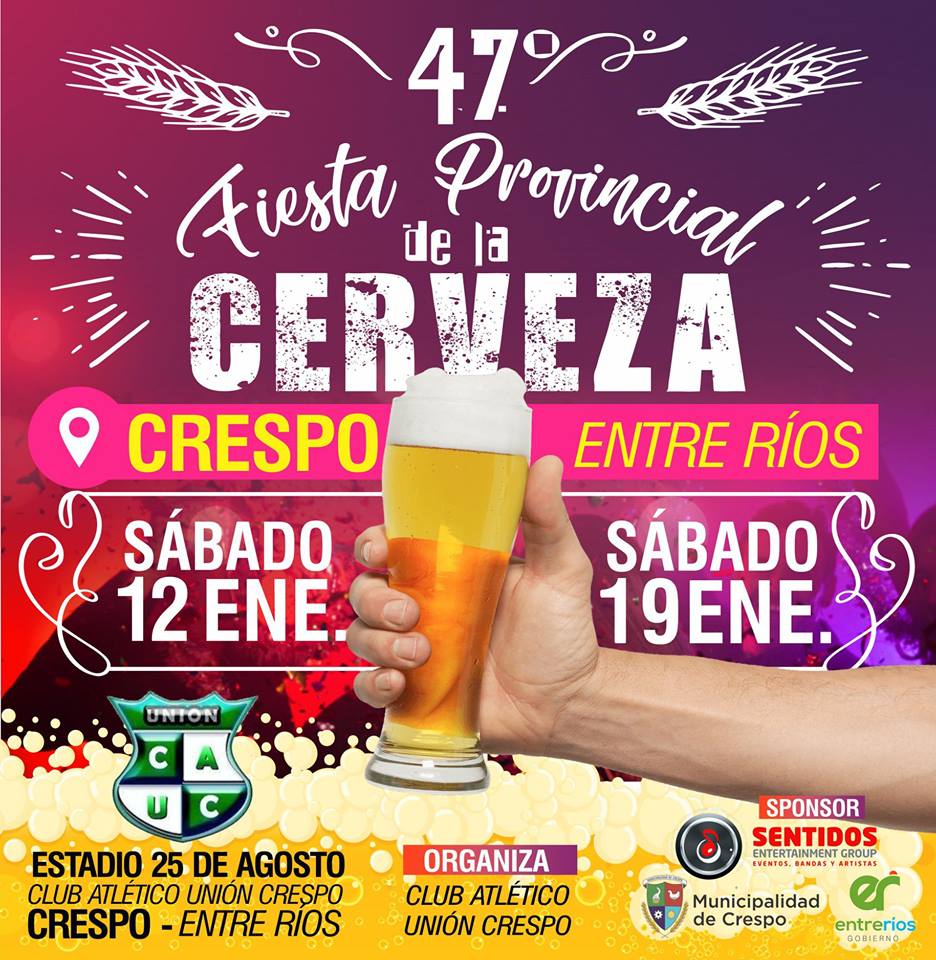 47º
Fiesta Provincial
de la
CERVEZA
CRESPO
ENTRE RÍOS
SÁBADO
12 ENE.
SÁBADO
19 ENE.
UNION
C A
U C
ESTADIO 25 DE AGOSTO
CLUB ATLÉTICO UNIÓN CRESPO
CRESPO - ENTRE RÍOS
ORGANIZA
CLUB ATLÉTICO
UNIÓN CRESPO
SPONSOR
SENTIDOS
ENTERTAINMENT GROUP
EVENTOS, BANDAS Y ARTISTAS
Municipalidad
de Crespo
er
entrerios
GOBIERNO